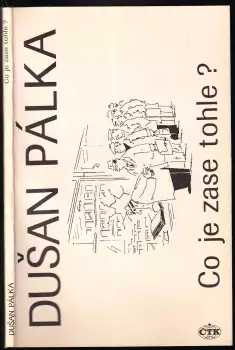 Co je zase tohle ?
DUŠAN PÁLKA
DUŠAN PÁLKA
Co je zase tohle ?
ČTK